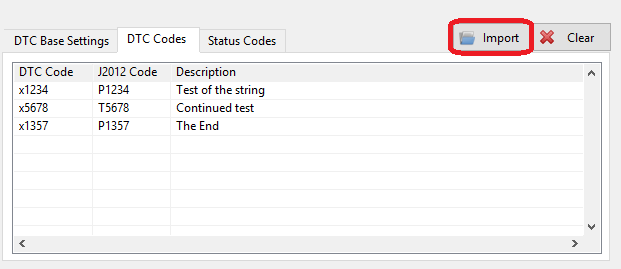 DTC Base Settings DTC Codes Status Codes Import Clear
DTC Code J2012 Code Description
x1234 P1234 Test of the string
x5678 T5678 Continued test
x1357 P1357 The End